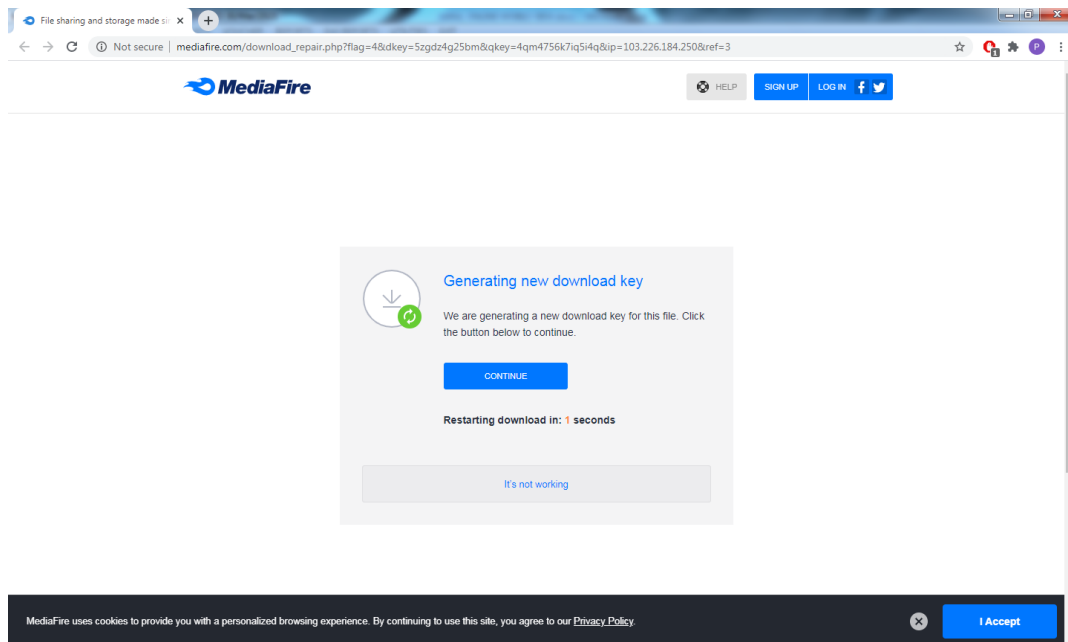 File sharing and storage made si
Not secure | mediafire.com/download_repair.php?flag=4&dkey=5zgdz4g25bm&qkey=4qm4756k7iq5i4q&ip=103.226.184.250&ref=3
1
P
MediaFire
HELP
SIGN UP
LOG IN
Generating new download key
We are generating a new download key for this file. Click
the button below to continue.
CONTINUE
Restarting download in: 1 seconds
It's not working
MediaFire uses cookies to provide you with a personalized browsing experience. By continuing to use this site, you agree to our Privacy Policy.
I Accept